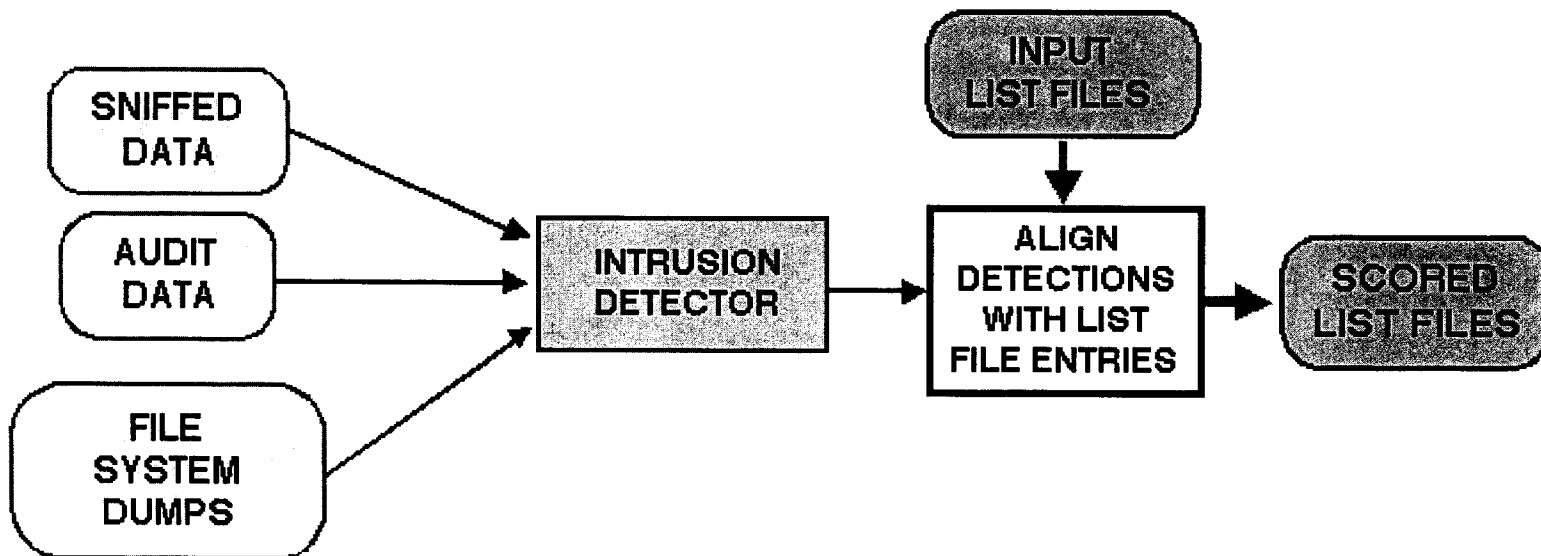 SNIFFED
DATA
AUDIT
DATA
FILE
SYSTEM
DUMPS
INTRUSION
DETECTOR
INPUT
LIST FILES
ALIGN
DETECTIONS
WITH LIST
FILE ENTRIES
SCORED
LIST FILES